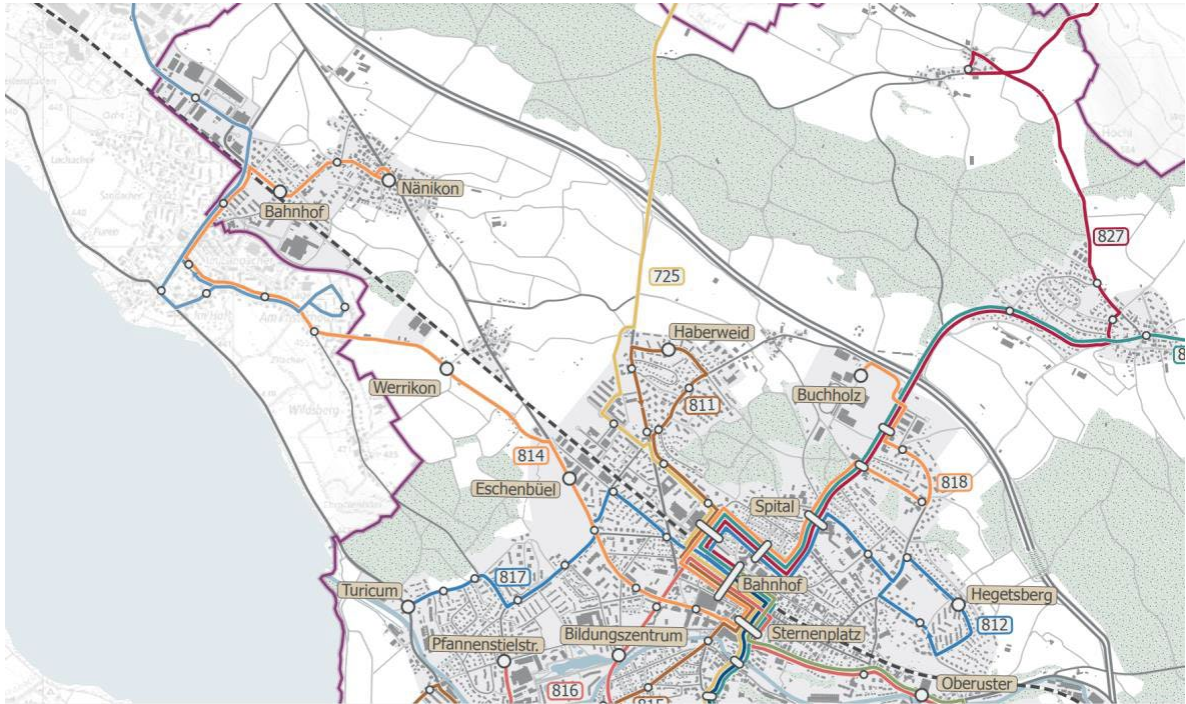 827
Nänikon
Bahnhof
725
Haberweid
Werrikon
Buchholz
811
814
818
Eschenbüel
Spital
817
Turicum
Bahnhof
Hegetsberg
812
Bildungszentrum
Sternenplatz
Pfannenstielstr.
Oberuster
816